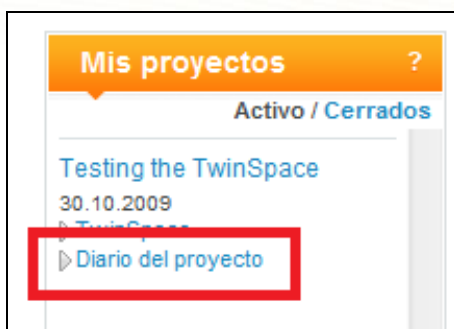 Mis proyectos ?
Activo / Cerrados
Testing the TwinSpace
30.10.2009
TwinSpace
Diario del proyecto